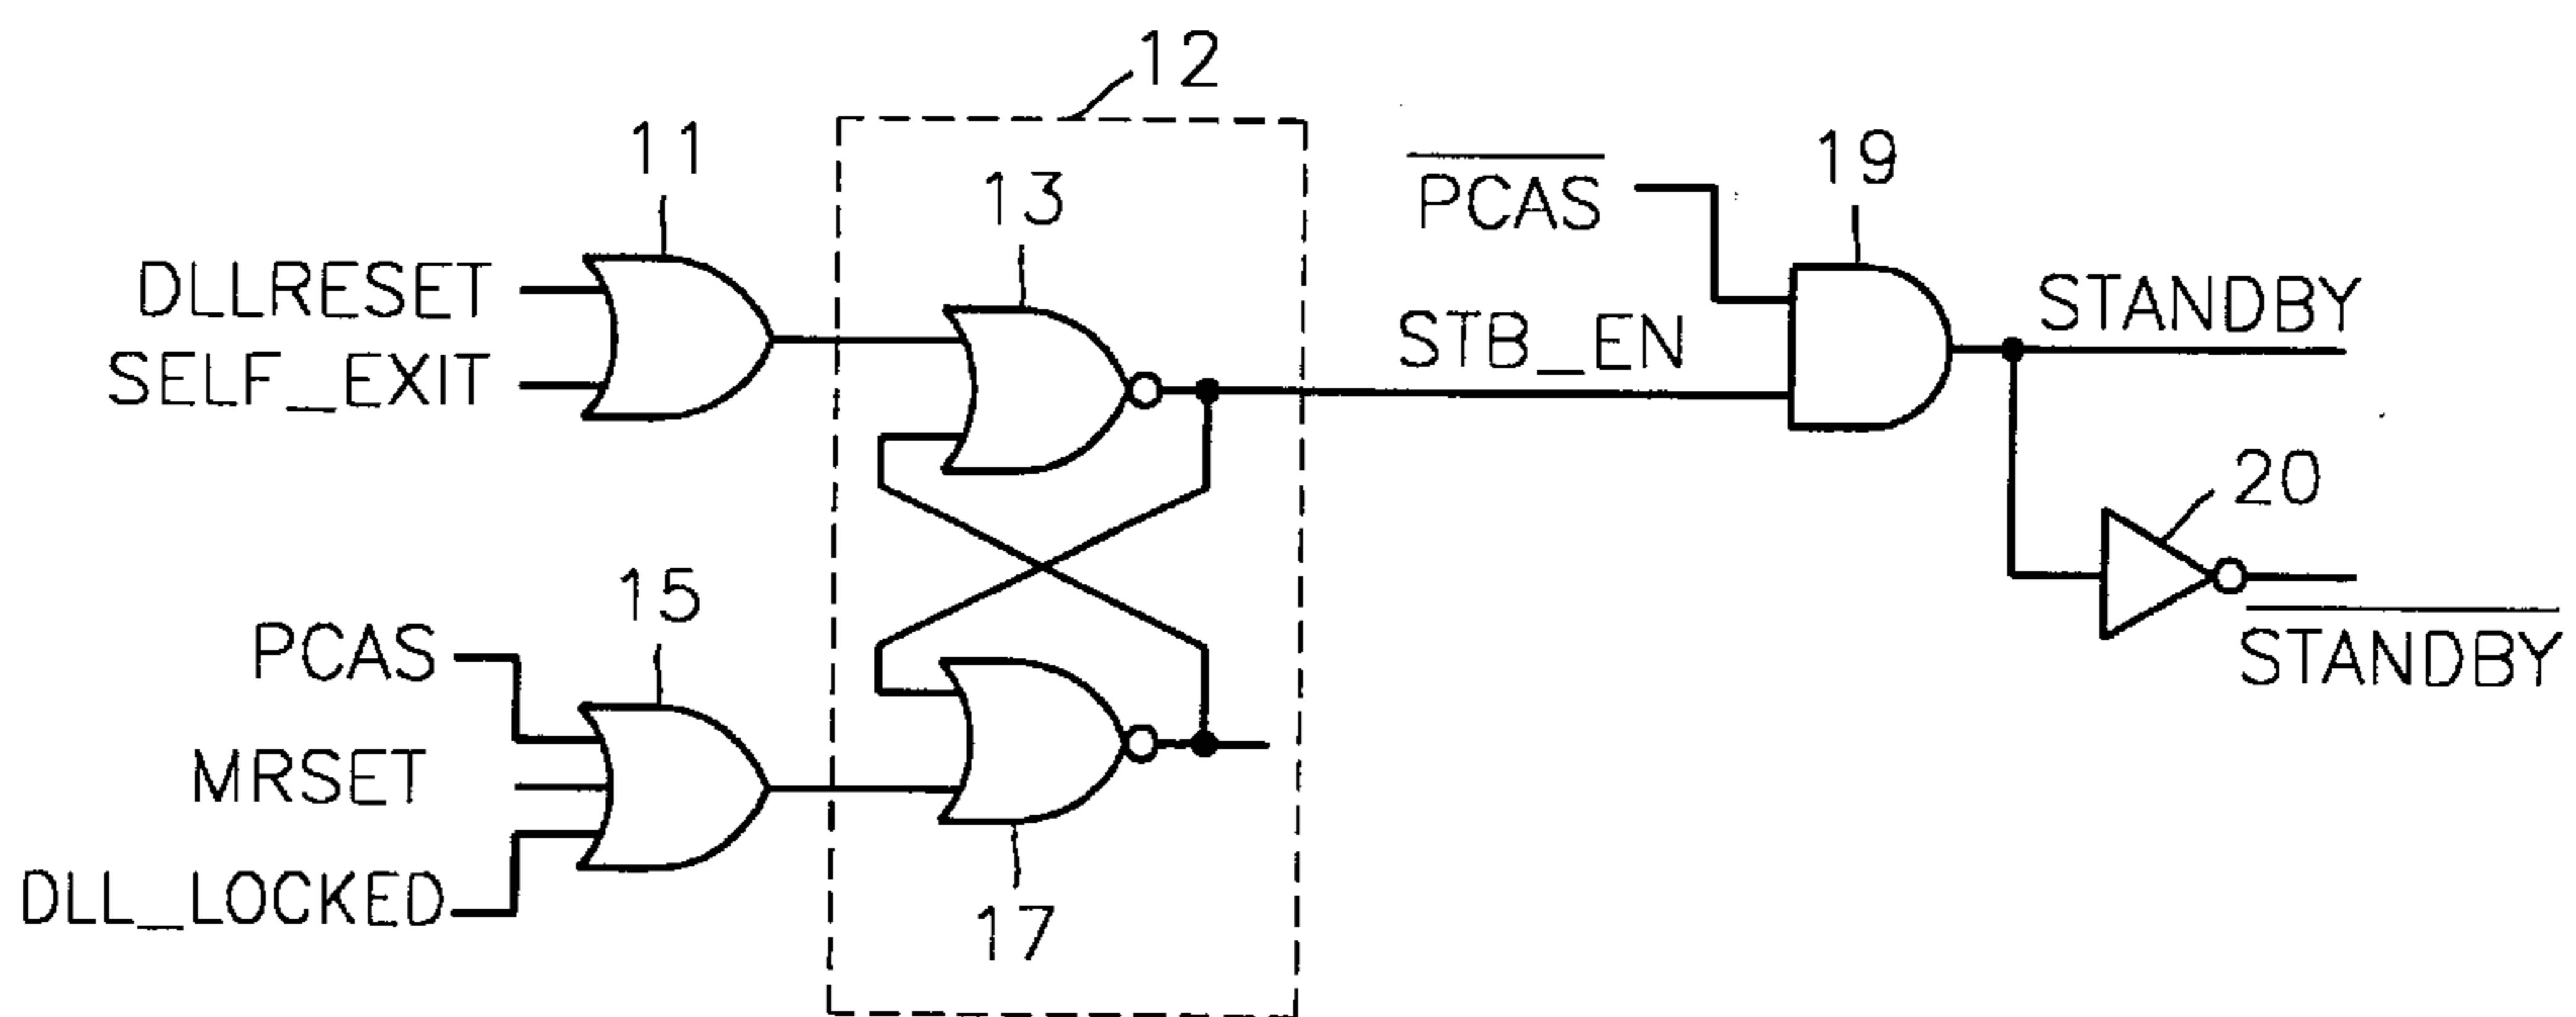 12
11
13
19
PCAS
DLLRESET
STANDBY
STB_EN
SELF_EXIT
20
15
PCAS
STANDBY
MRSET
DLL_LOCKED
17